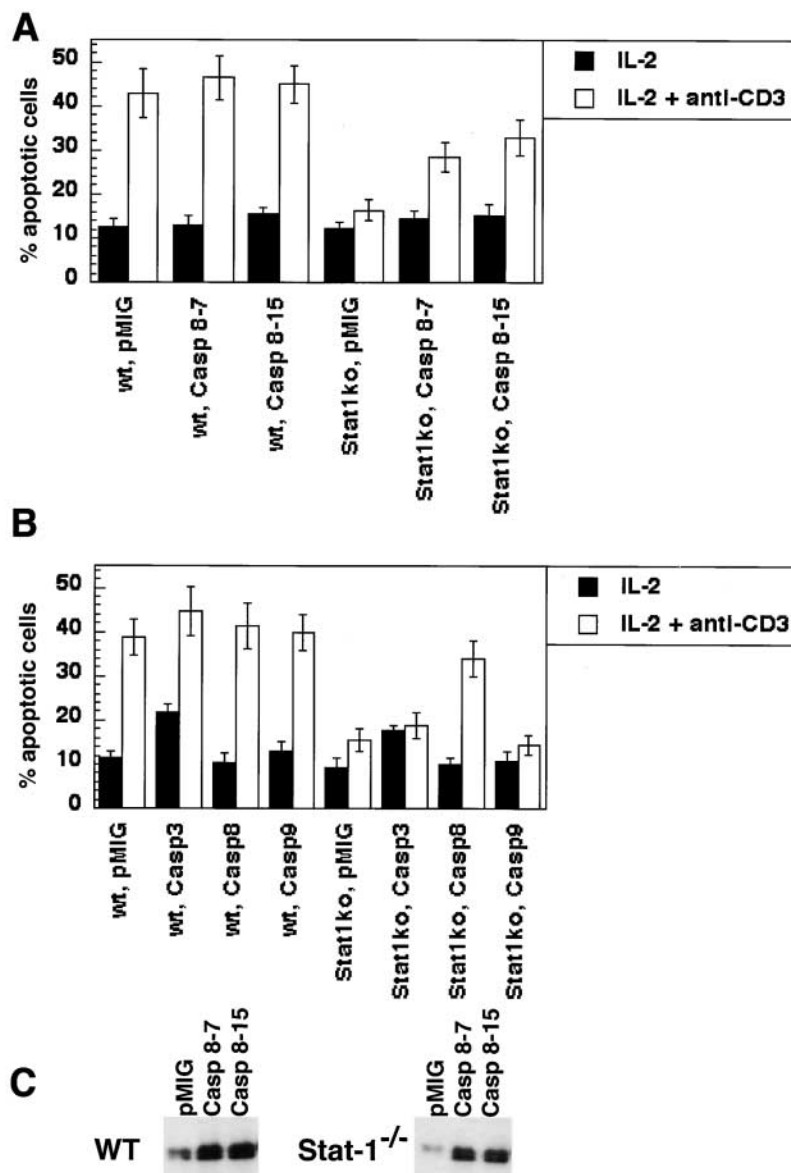 A
% apoptotic cells
50
40
30
20
10
0
IL-2
IL-2 + anti-CD3
wt, pMIG
wt, Casp 8-7
wt, Casp 8-15
Stat1ko, pMIG
Stat1ko, Casp 8-7
Stat1ko, Casp 8-15
B
% apoptotic cells
50
40
30
20
10
0
IL-2
IL-2 + anti-CD3
wt, pMIG
wt, Casp3
wt, Casp8
wt, Casp9
Stat1ko, pMIG
Stat1ko, Casp3
Stat1ko, Casp8
Stat1ko, Casp9
C
pMIG
Casp 8-7
Casp 8-15
pMIG
Casp 8-7
Casp 8-15
WT
Stat-1-/-